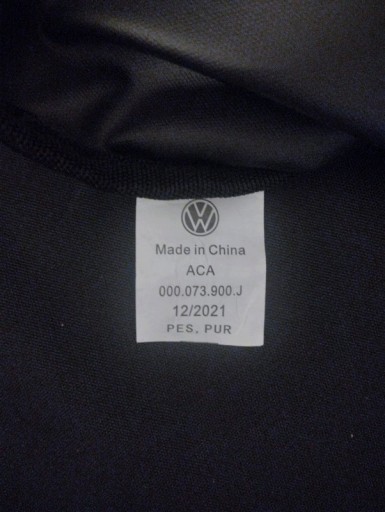 Made in China
ACA
000.073.900.J
12/2021
PES, PUR